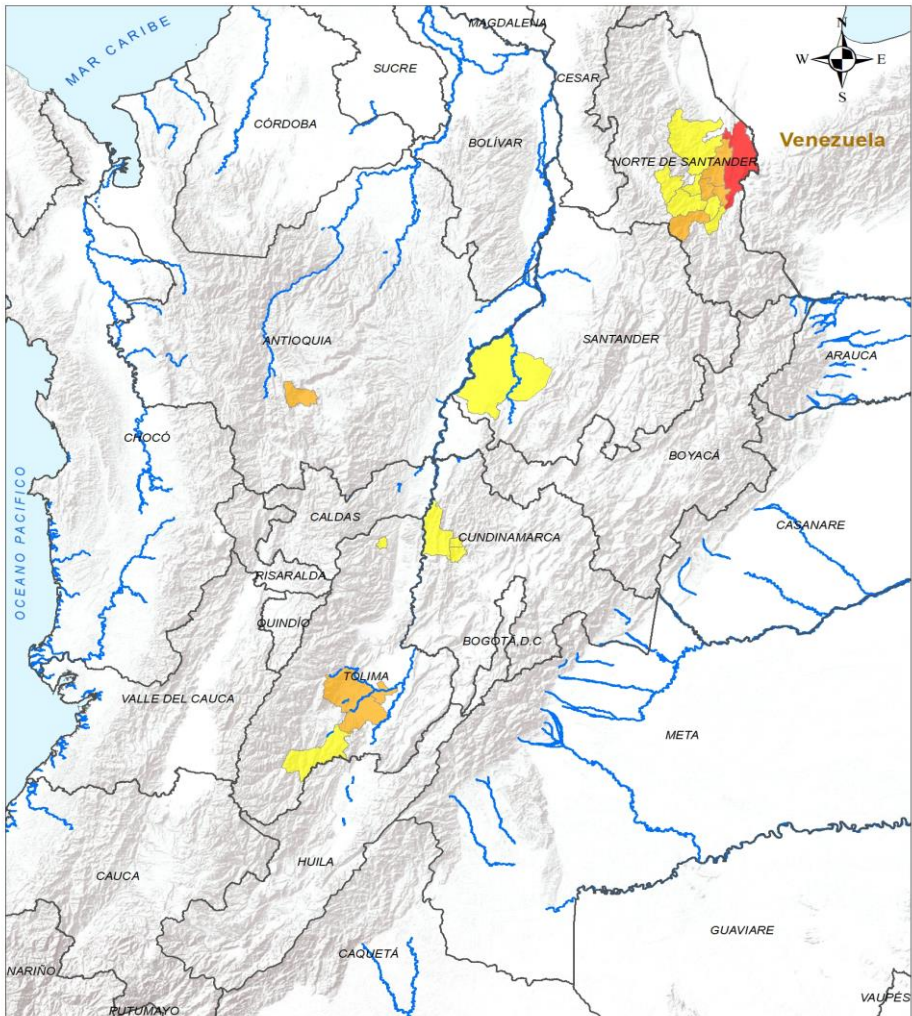 MAGDALENA
MAR CARIBE
N
W
E
S
SUCRE
CESAR
CÓRDOBA
BOLÍVAR
Venezuela
NORTE DE SANTANDER
ANTIOQUIA
SANTANDER
ARAUCA
CHOCÓ
BOYACÁ
OCEANO PACIFICO
CALDAS
CUNDINAMARCA
CASANARE
RISARALDA
QUINDÍO
BOGOTÁ,D.C
TOLIMA
VALLE DEL CAUCA
META
CAUCA
HUILA
GUAVIARE
CAQUETÁ
NARIÑO
PUTUMAYO
VAUPÉS